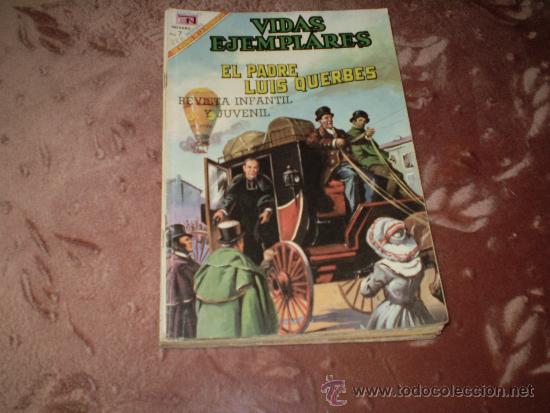 VIDAS
EJEMPLARES
EL PADRE
LUIS QUERBES
REVISTA INFANTIL
Y JUVENIL
© www.todocoleccion.net